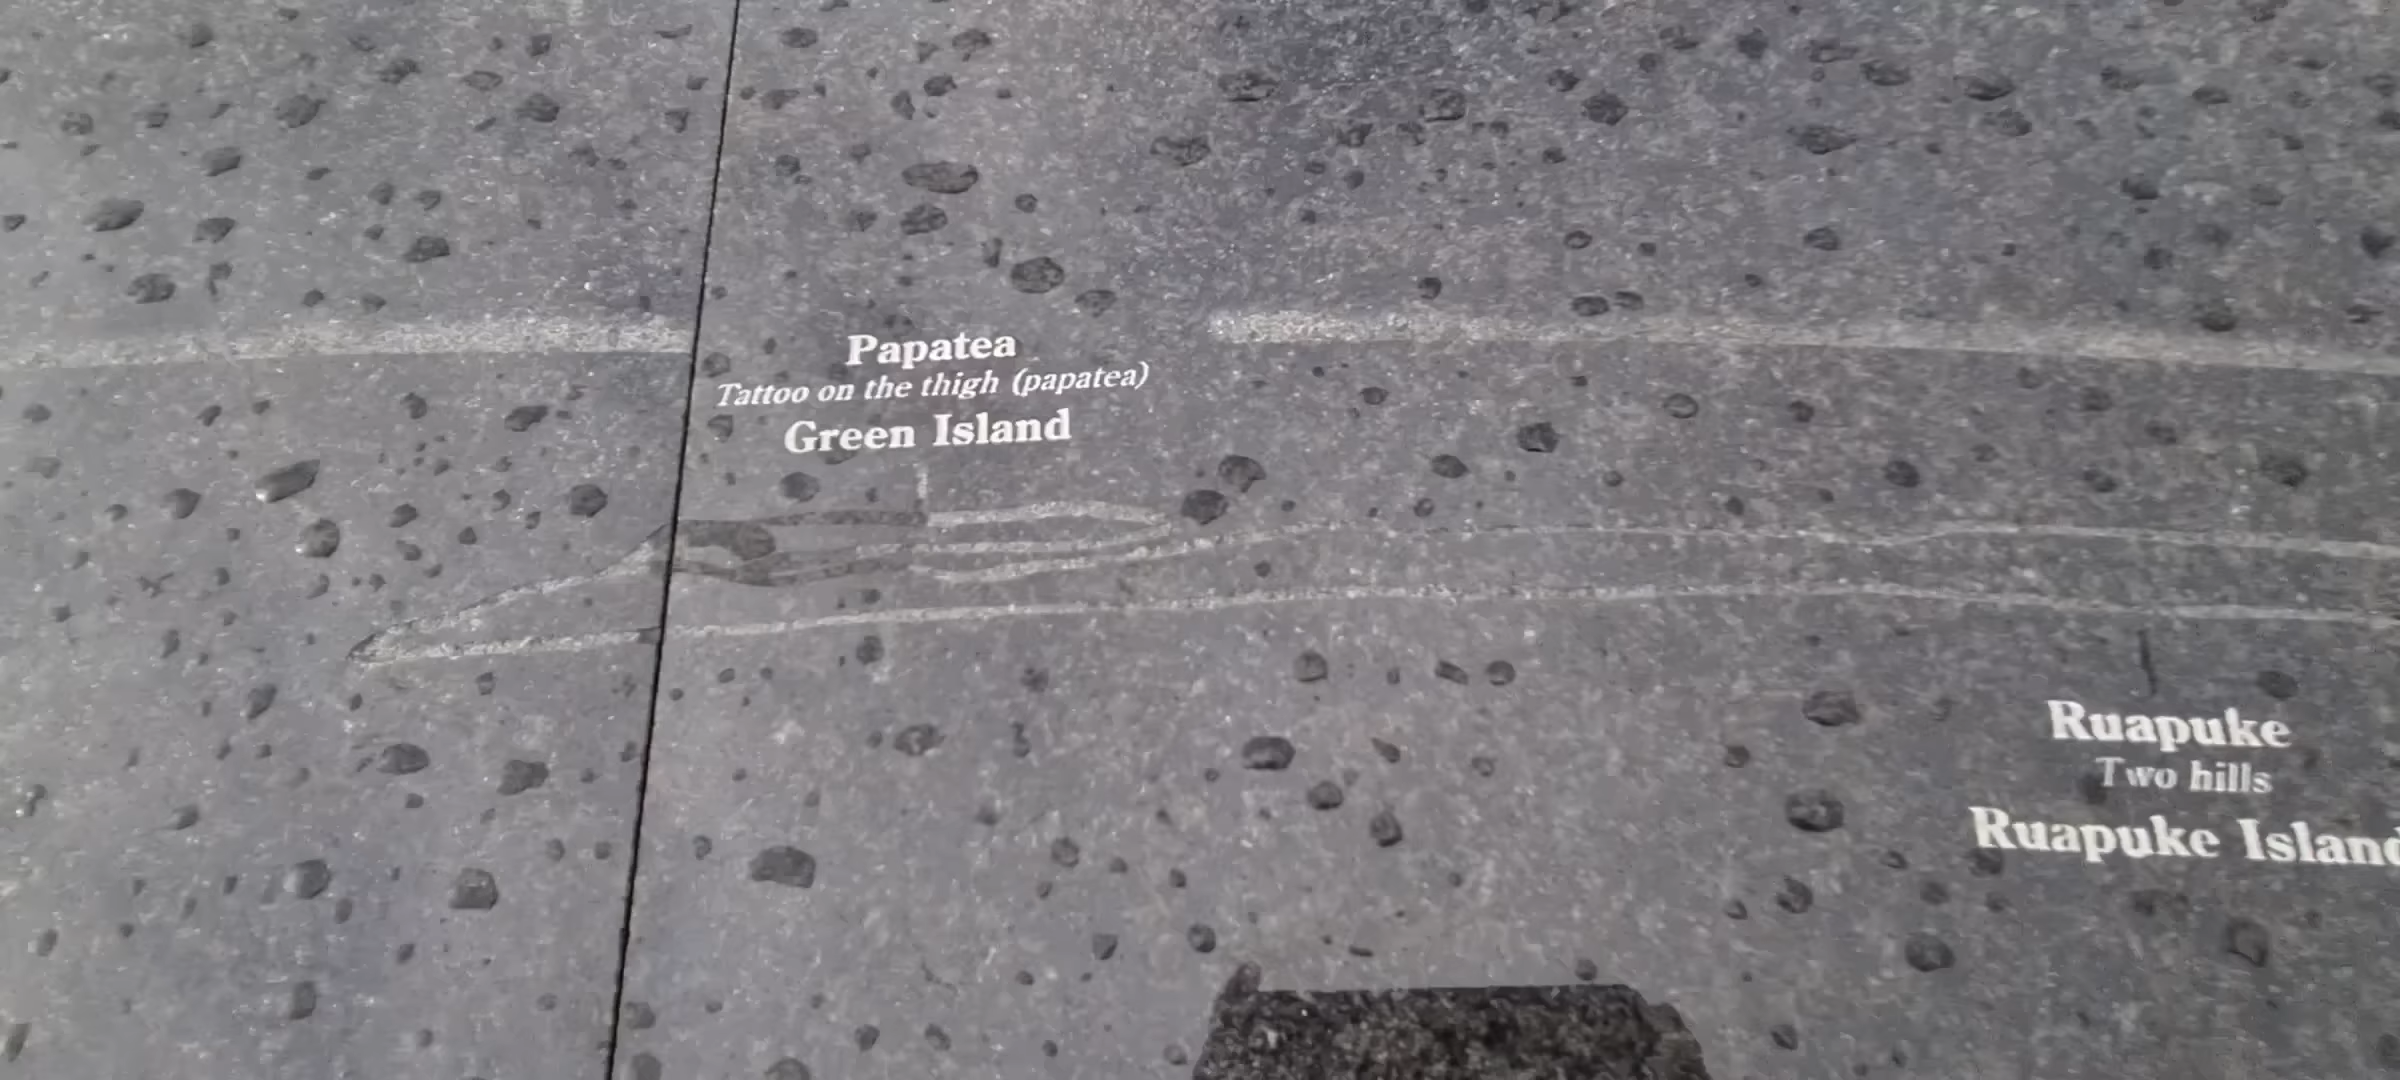 Papatea
Tattoo on the thigh (papatea)
Green Island
Ruapuke
Two hills
Ruapuke Island